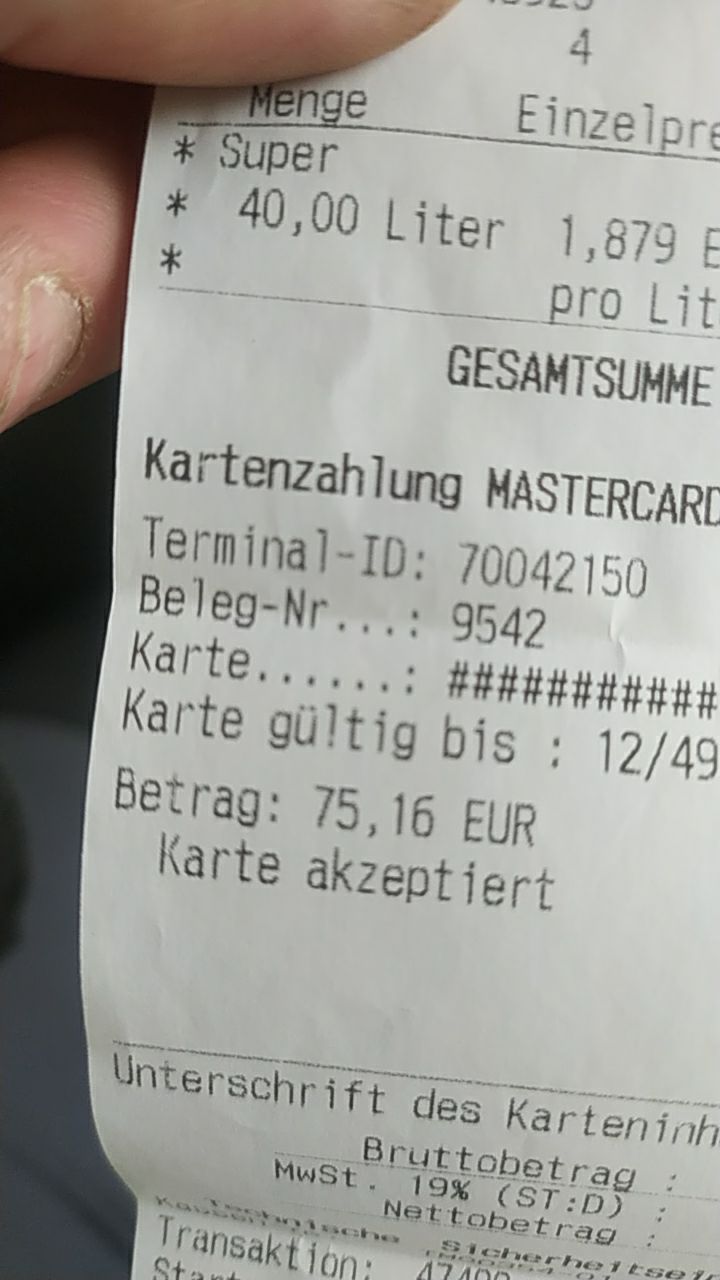 4
Menge Einzelpre
* Super
* 40,00 Liter 1,879 E
* pro Lit
GESAMTSUMME
Kartenzahlung MASTERCARD
Terminal-ID: 70042150
Beleg-Nr...: 9542
Karte......: ###########
Karte gültig bis : 12/49
Betrag: 75,16 EUR
Karte akzeptiert
Unterschrift des Karteninh
Bruttobetrag :
MwSt. 19% (ST:D) :
Nettobetrag :
Technische Sicherheitsei
Transaktion: